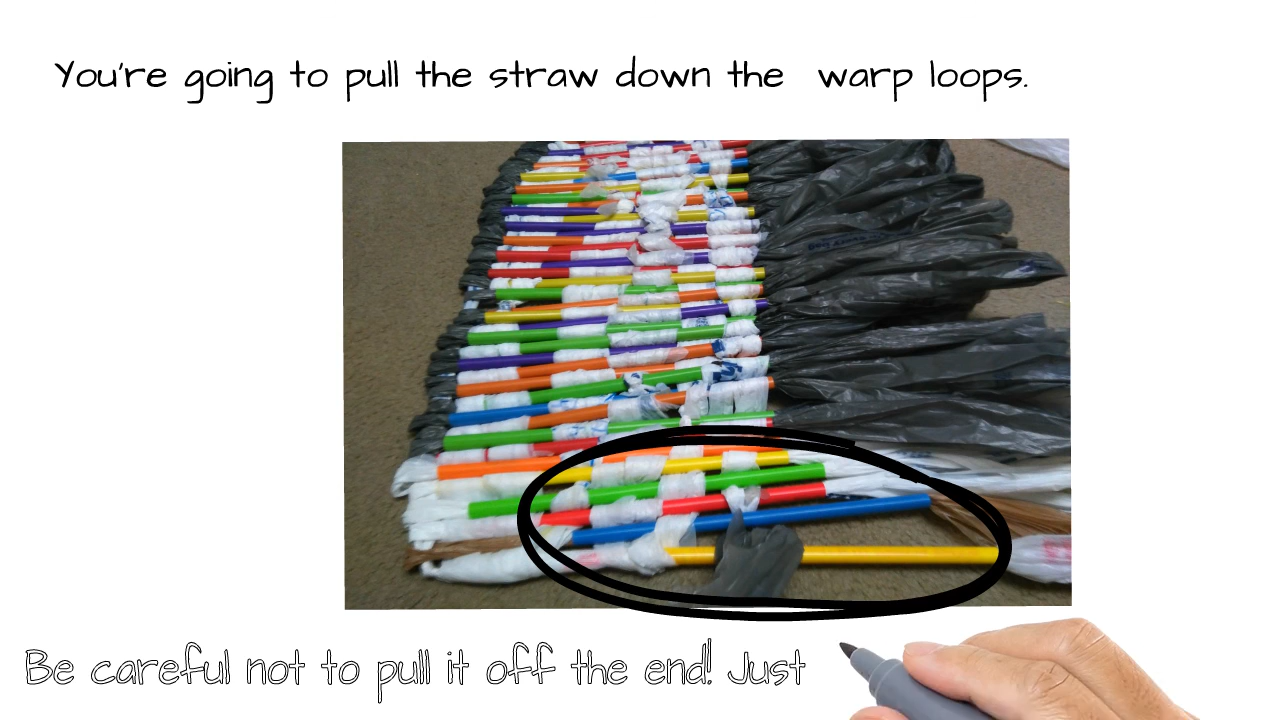 You're going to pull the straw down the warp loops.
Be careful not to pull it off the end! Just